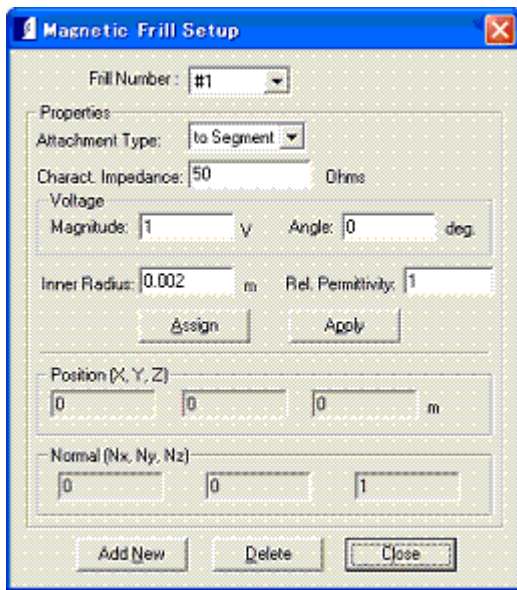 Magnetic Frill Setup
Frill Number : #1
Properties
Attachment Type: to Segment
Charact. Impedance: 50 Ohms
Voltage
Magnitude: 1 V Angle: 0 deg.
Inner Radius: 0.002 m Rel. Permittivity: 1
Assign Apply
Position (X, Y, Z)
0 0 0 m
Normal (Nx, Ny, Nz)
0 0 1
Add New Delete Close